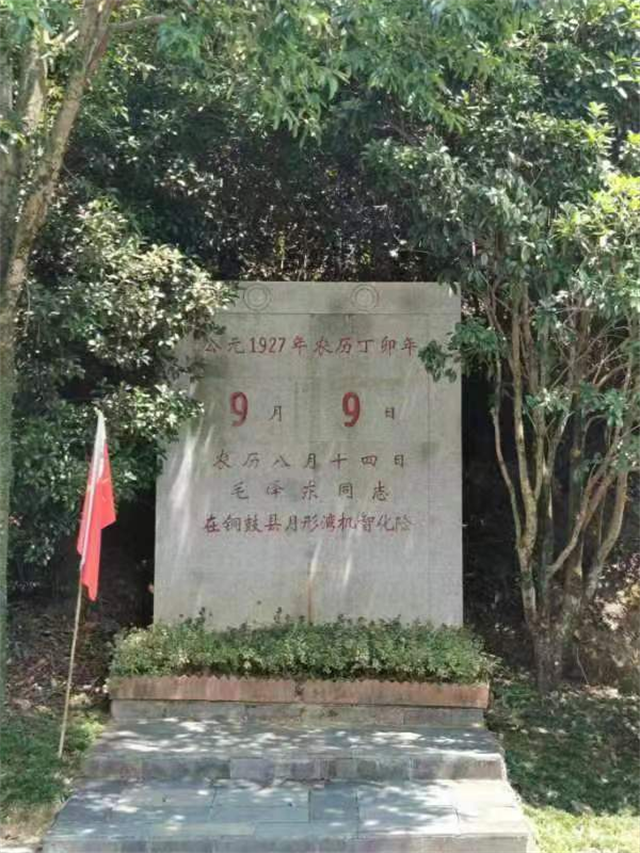 公元1927年农历丁卯年
9月 9日
农历八月十四日
毛泽东同志
在铜鼓县月形湾机智化险